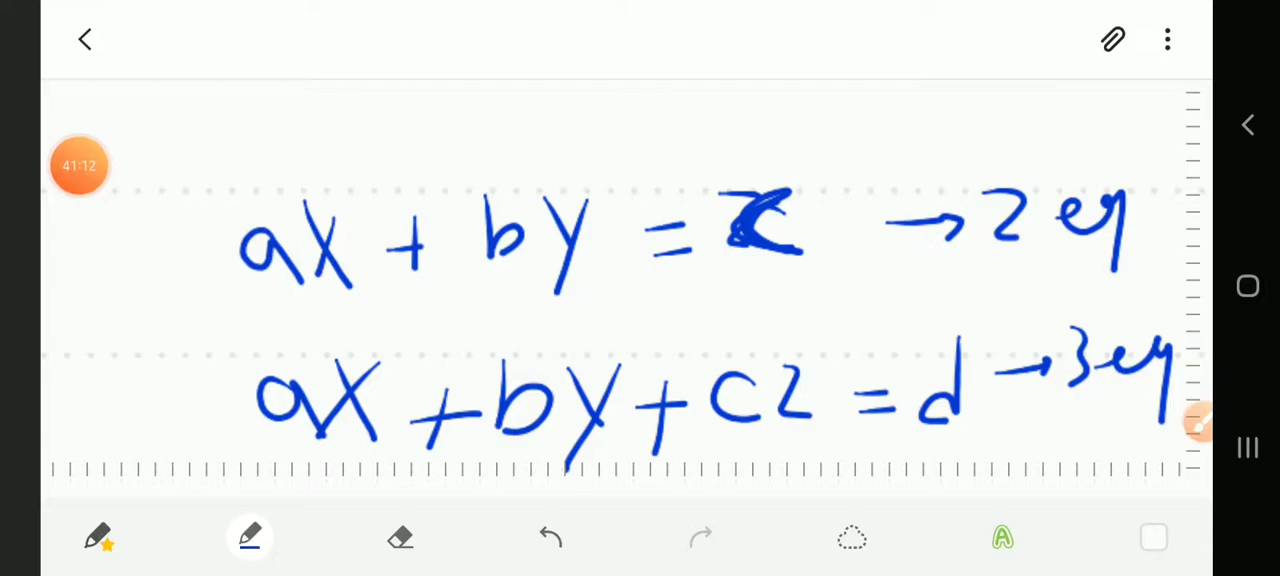 41:12
ax + by = c → 2 eq
ax + by + cz = d → 3 eq